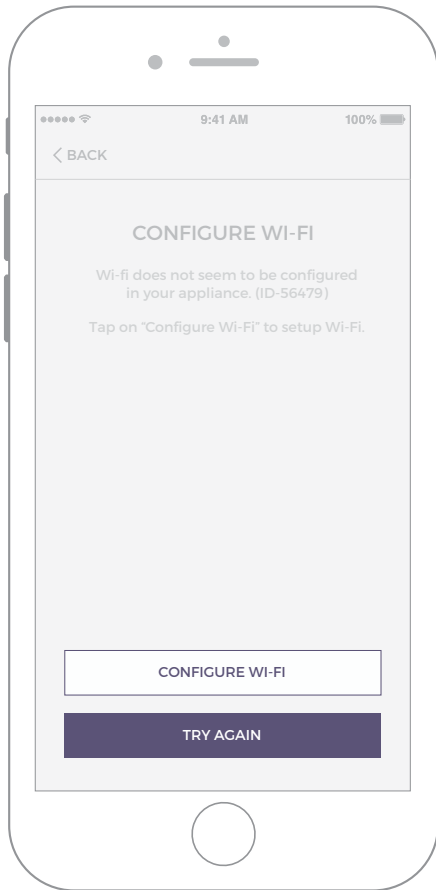 9:41 AM
100%
BACK
CONFIGURE WI-FI
Wi-fi does not seem to be configured
in your appliance. (ID-56479)
Tap on “Configure Wi-Fi” to setup Wi-Fi.
CONFIGURE WI-FI
TRY AGAIN